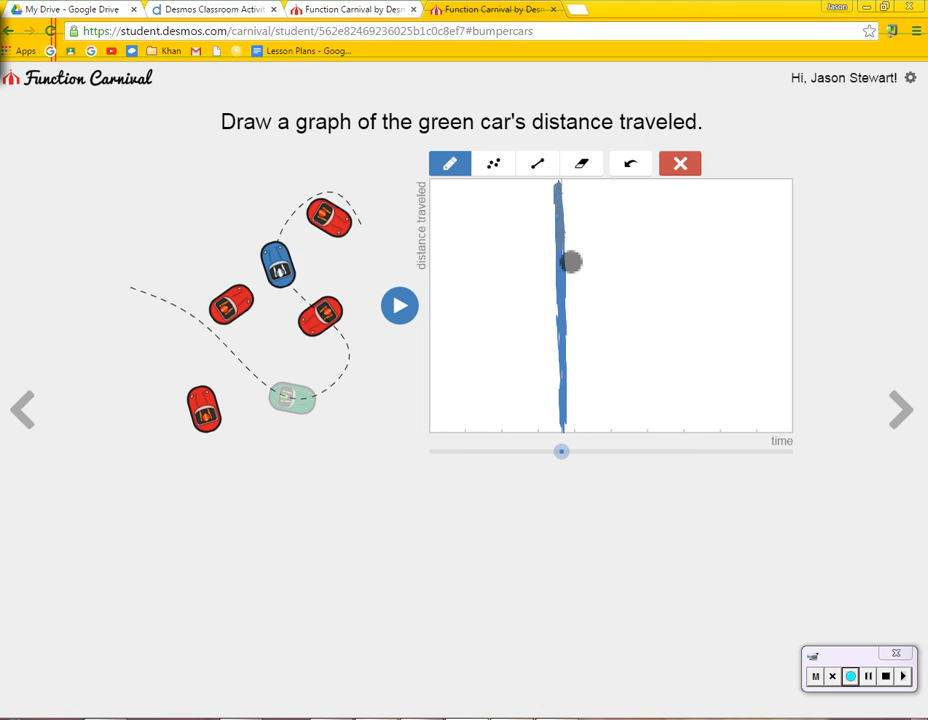 My Drive - Google Drive
Desmos Classroom Activit
Function Carnival by Desm
Function Carnival by Desm
Jason
https://student.desmos.com/carnival/student/562e82469236025b1c0c8ef7#bumpercars
Apps
Khan
Lesson Plans - Goog...
Function Carnival
Hi, Jason Stewart!
Draw a graph of the green car's distance traveled.
distance traveled
time
M